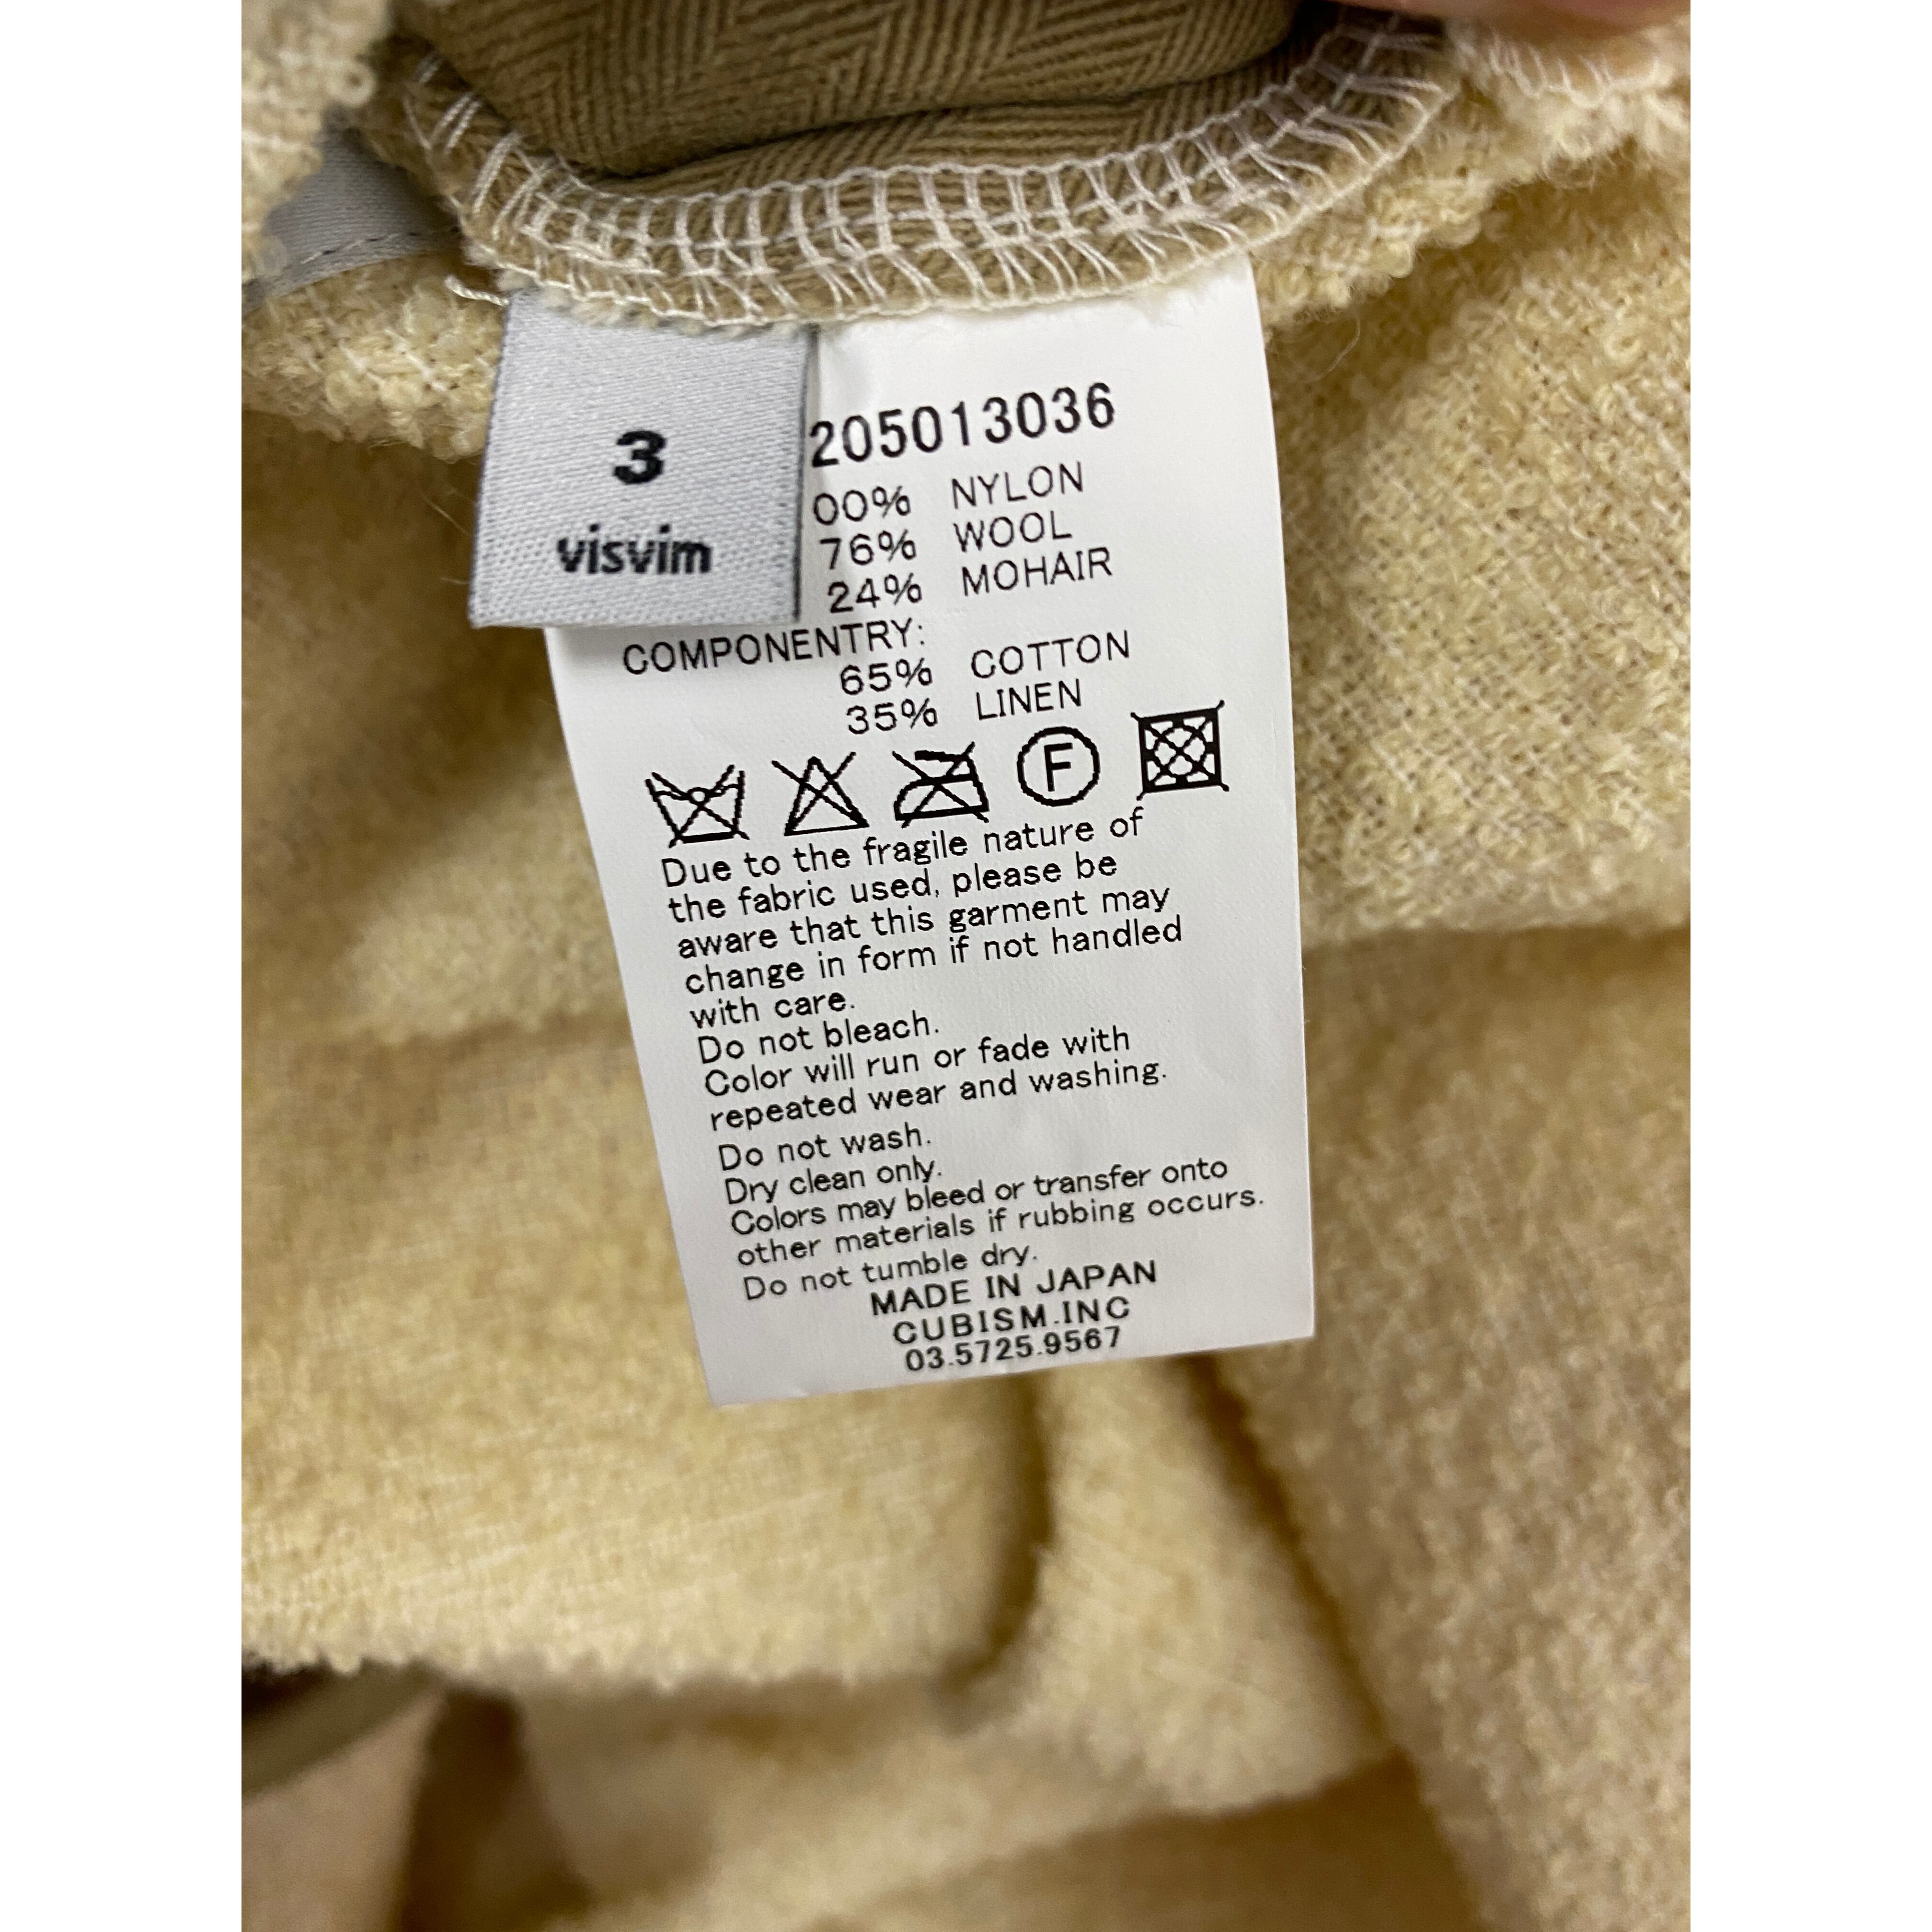 3
visvim
205013036
00% NYLON
76% WOOL
24% MOHAIR
COMPONENTRY:
65% COTTON
35% LINEN
F
Due to the fragile nature of
the fabric used, please be
aware that this garment may
change in form if not handled
with care.
Do not bleach.
Color will run or fade with
repeated wear and washing.
Do not wash.
Dry clean only.
Colors may bleed or transfer onto
other materials if rubbing occurs.
Do not tumble dry.
MADE IN JAPAN
CUBISM.INC
03.5725.9567